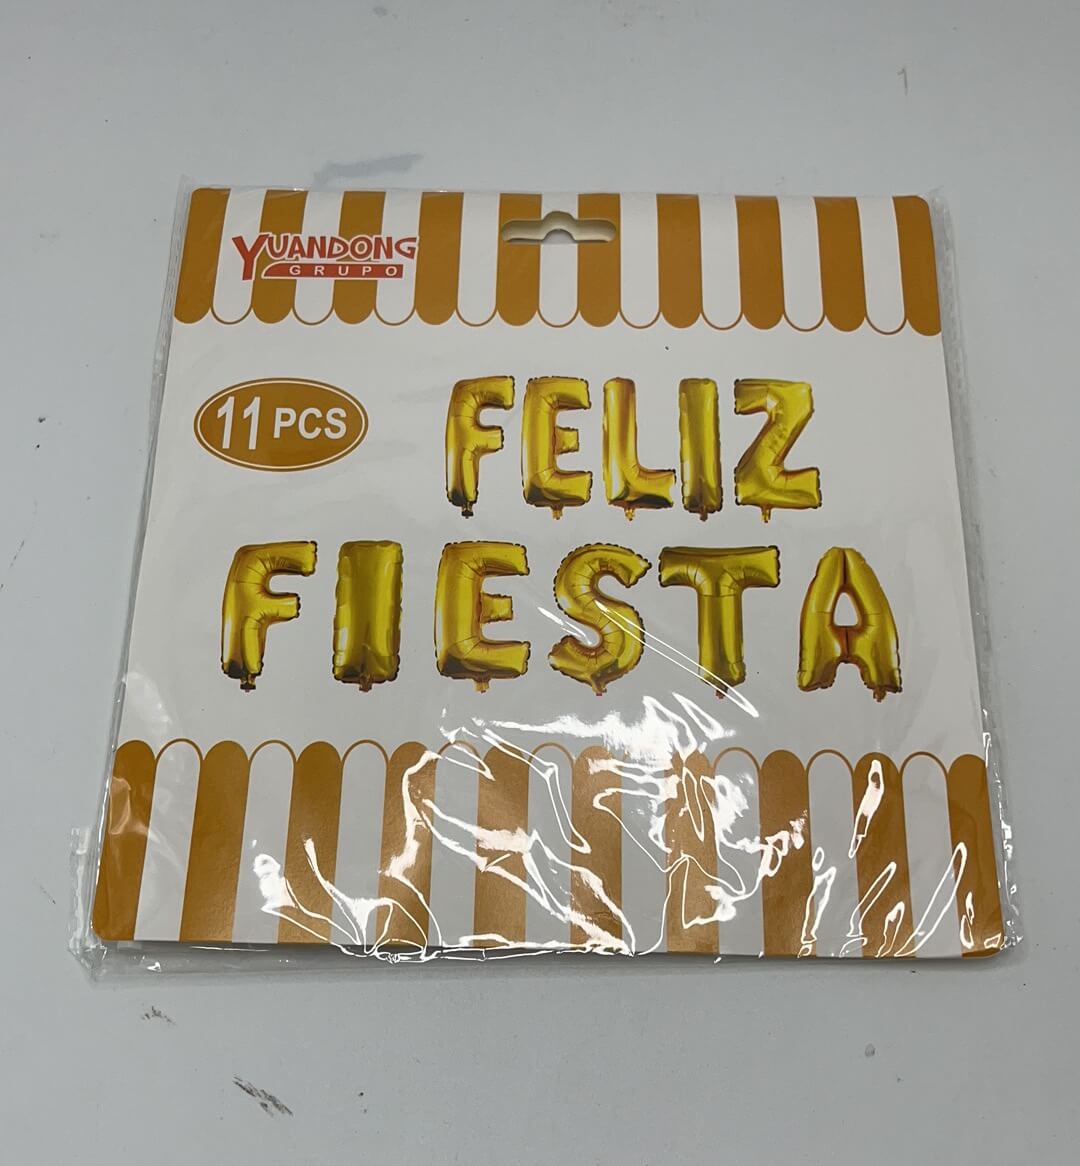 YUANDONG
GRUPO
11 PCS
FELIZ
FIESTA